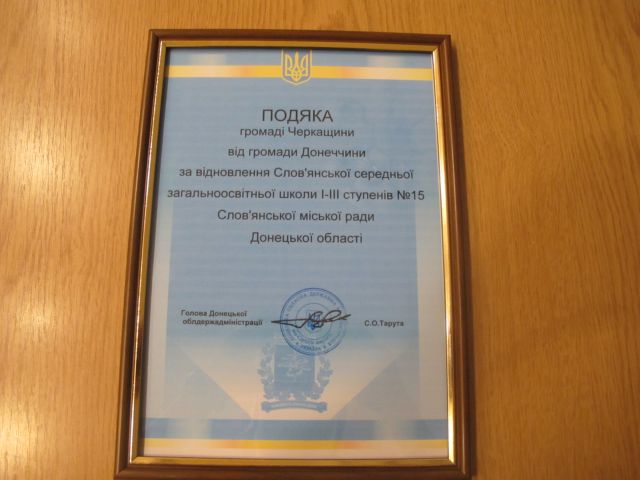 ПОДЯКА
громаді Черкащини
від громади Донеччини
за відновлення Слов'янської середньої
загальноосвітньої школи І-ІІІ ступенів №15
Слов'янської міської ради
Донецької області
Голова Донецької
облдержадміністрації
С.О.Тарута